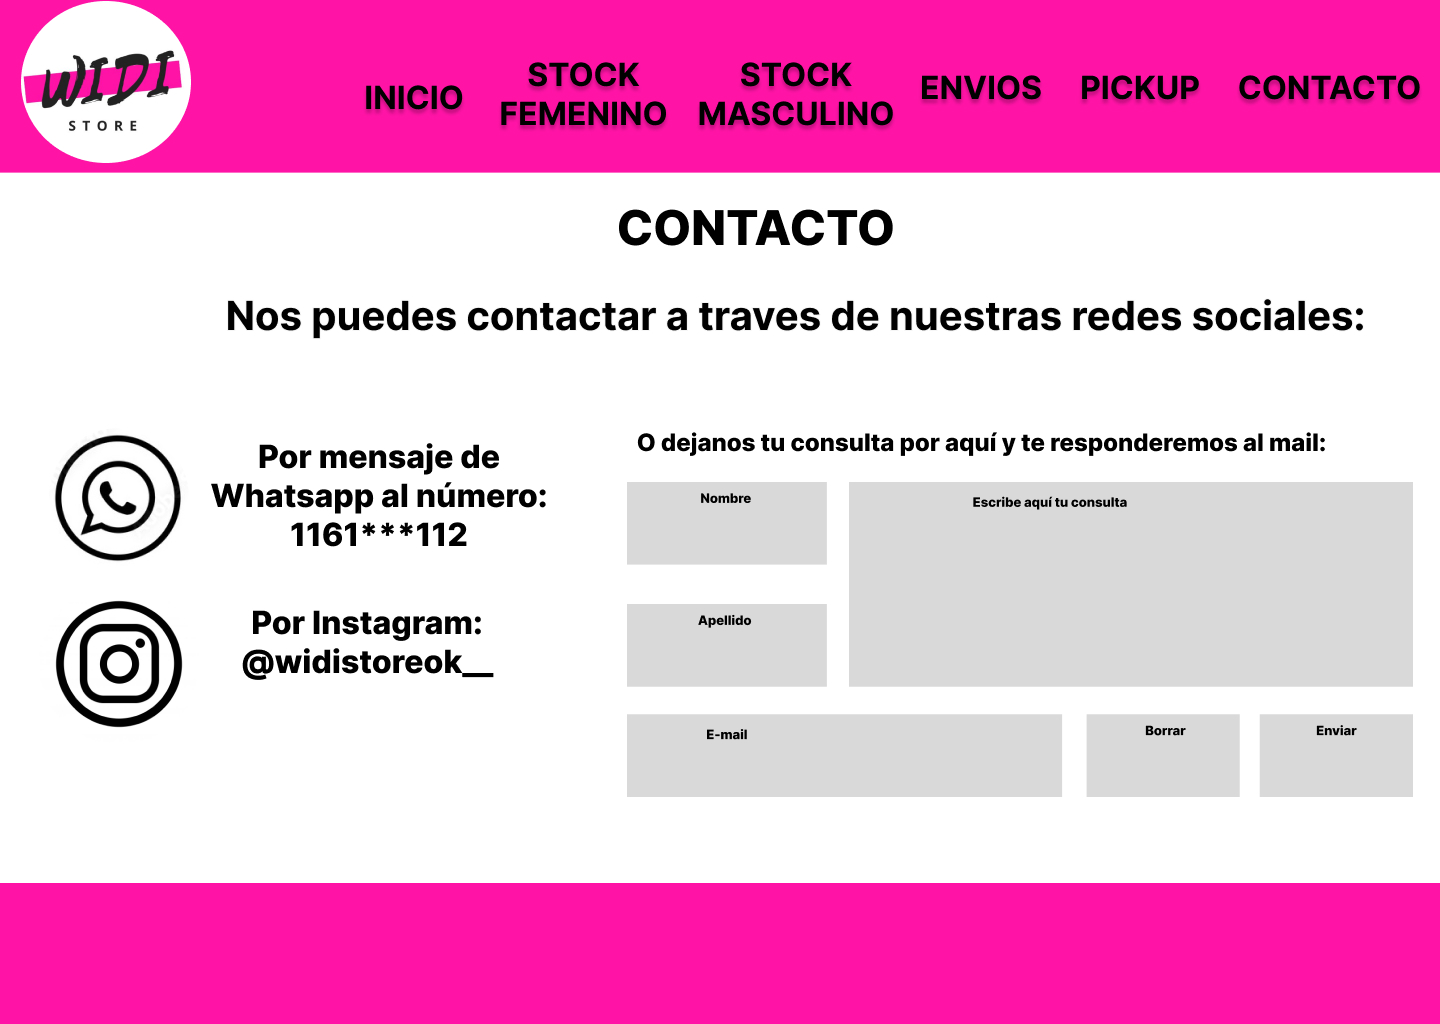 WIDI
STORE
INICIO
STOCK
FEMENINO
STOCK
MASCULINO
ENVIOS
PICKUP
CONTACTO
CONTACTO
Nos puedes contactar a traves de nuestras redes sociales:
Por mensaje de
Whatsapp al número:
1161***112
Por Instagram:
@widistoreok__
O dejanos tu consulta por aquí y te responderemos al mail:
Nombre
Escribe aquí tu consulta
Apellido
E-mail
Borrar
Enviar